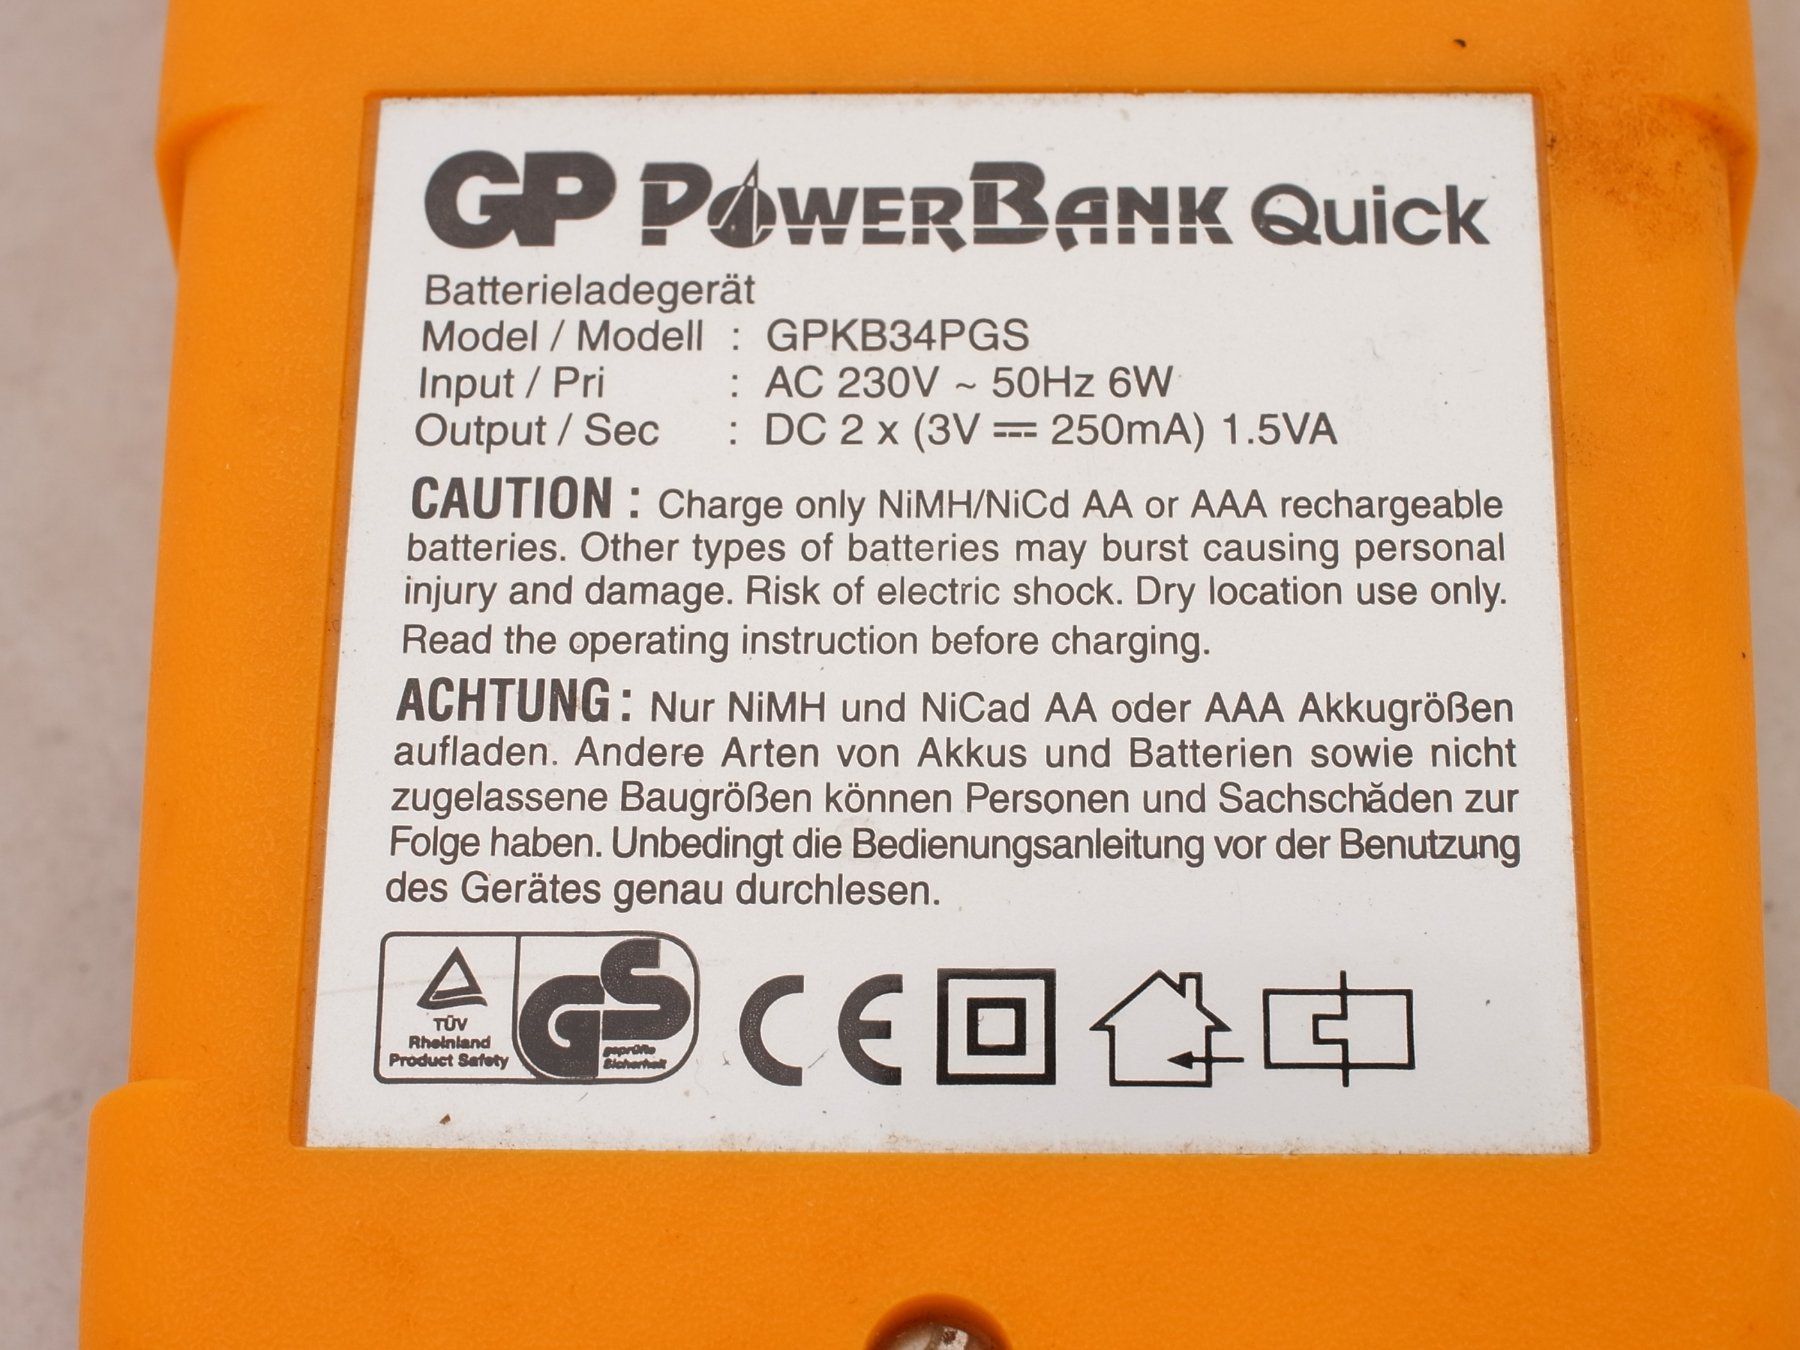 GP POWERBANK Quick
Batterieladegerät
Model / Modell : GPKB34PGS
Input / Pri : AC 230V ~ 50Hz 6W
Output / Sec : DC 2 x (3V ⎓ 250mA) 1.5VA
CAUTION : Charge only NiMH/NiCd AA or AAA rechargeable
batteries. Other types of batteries may burst causing personal
injury and damage. Risk of electric shock. Dry location use only.
Read the operating instruction before charging.
ACHTUNG : Nur NiMH und NiCad AA oder AAA Akkugrößen
aufladen. Andere Arten von Akkus und Batterien sowie nicht
zugelassene Baugrößen können Personen und Sachschäden zur
Folge haben. Unbedingt die Bedienungsanleitung vor der Benutzung
des Gerätes genau durchlesen.
TÜV
Rheinland
Product Safety
GS
geprüfte
Sicherheit
CE